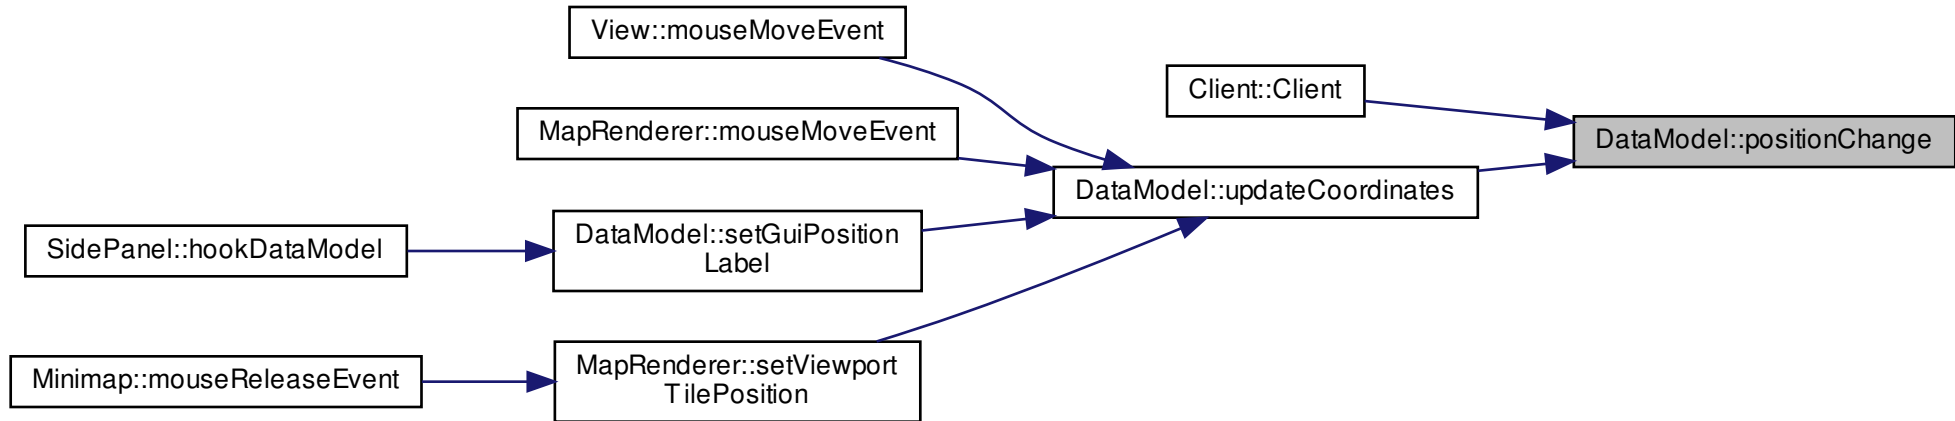 View::mouseMoveEvent
Client::Client
MapRenderer::mouseMoveEvent
DataModel::positionChange
DataModel::updateCoordinates
DataModel::setGuiPosition
Label
SidePanel::hookDataModel
MapRenderer::setViewport
TilePosition
Minimap::mouseReleaseEvent